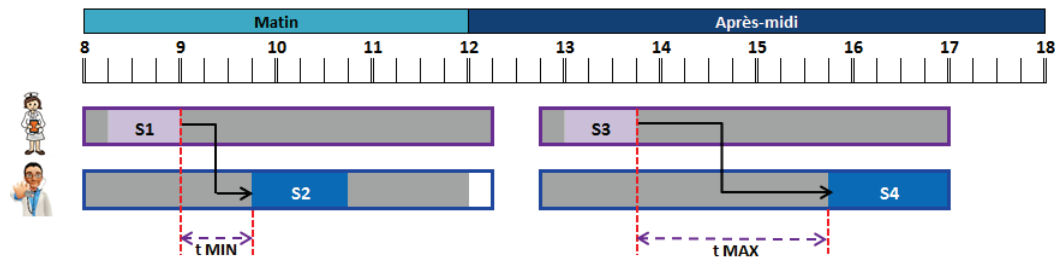 Matin Après-midi
8 9 10 11 12 13 14 15 16 17 18
S1 S3
S2 S4
t MIN t MAX